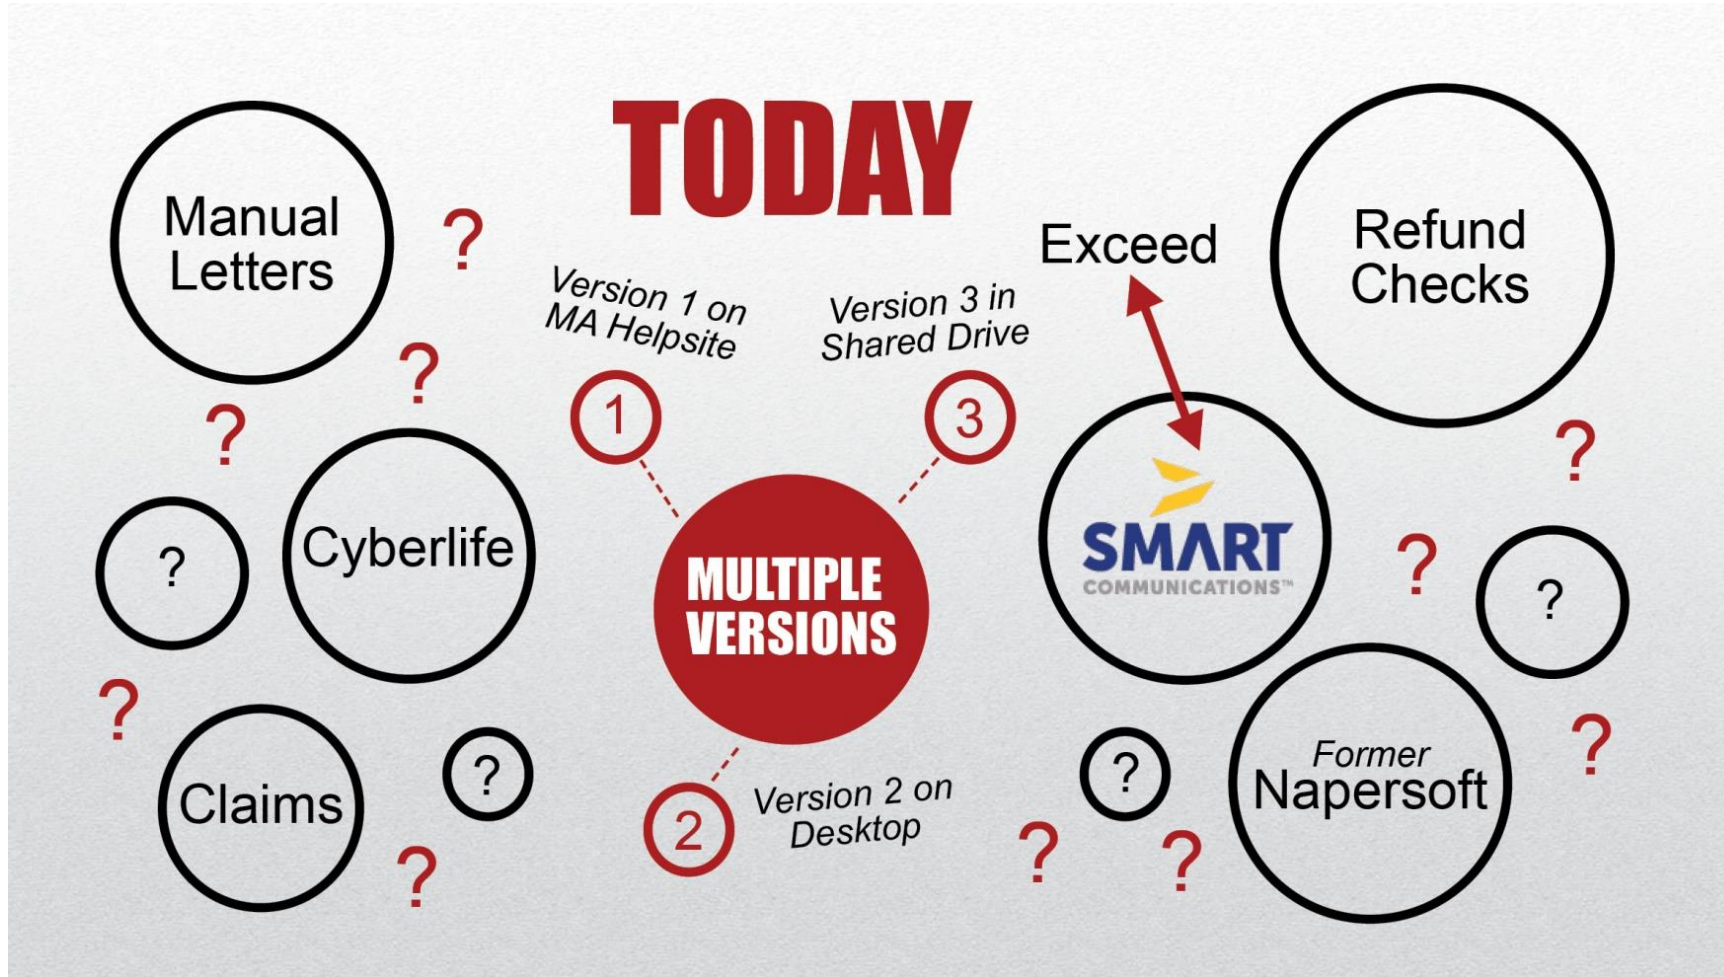 TODAY
Manual
Letters
?
?
?
Cyberlife
?
?
Claims
?
?
Version 1 on
MA Helpsite
1
Version 3 in
Shared Drive
3
MULTIPLE
VERSIONS
2
Version 2 on
Desktop
Exceed
Refund
Checks
?
SMART
COMMUNICATIONS™
?
?
?
Former
Napersoft
?
?
?